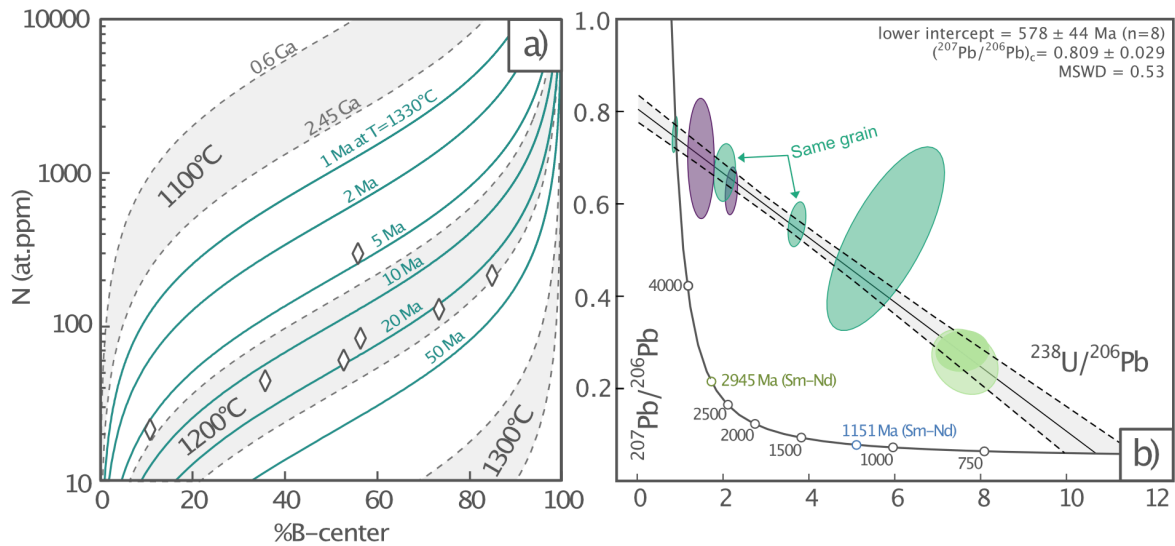 a)
10000
1000
100
10
N (at.ppm)
0
20
40
60
80
100
%B-center
0.6 Ga
2.45 Ga
1100°C
1 Ma at T=1330°C
2 Ma
5 Ma
10 Ma
20 Ma
50 Ma
1200°C
1300°C
b)
lower intercept = 578 ± 44 Ma (n=8)
(207Pb/206Pb)c= 0.809 ± 0.029
MSWD = 0.53
1.0
0.8
0.6
0.4
0.2
207Pb/206Pb
Same grain
238U/206Pb
4000
2945 Ma (Sm-Nd)
2500
2000
1500
1151 Ma (Sm-Nd)
1000
750
0
2
4
6
8
10
12